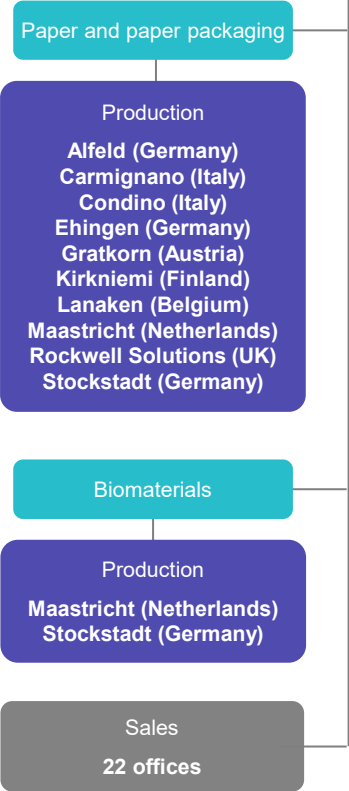 Paper and paper packaging
Production
Alfeld (Germany)
Carmignano (Italy)
Condino (Italy)
Ehingen (Germany)
Gratkorn (Austria)
Kirkniemi (Finland)
Lanaken (Belgium)
Maastricht (Netherlands)
Rockwell Solutions (UK)
Stockstadt (Germany)
Biomaterials
Production
Maastricht (Netherlands)
Stockstadt (Germany)
Sales
22 offices